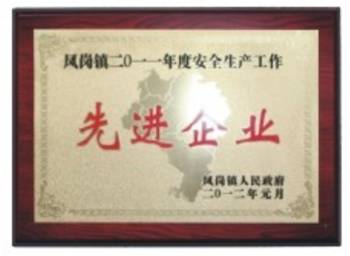 凤岗镇二〇一一年度安全生产工作
先进企业
凤岗镇人民政府
二〇一二年元月